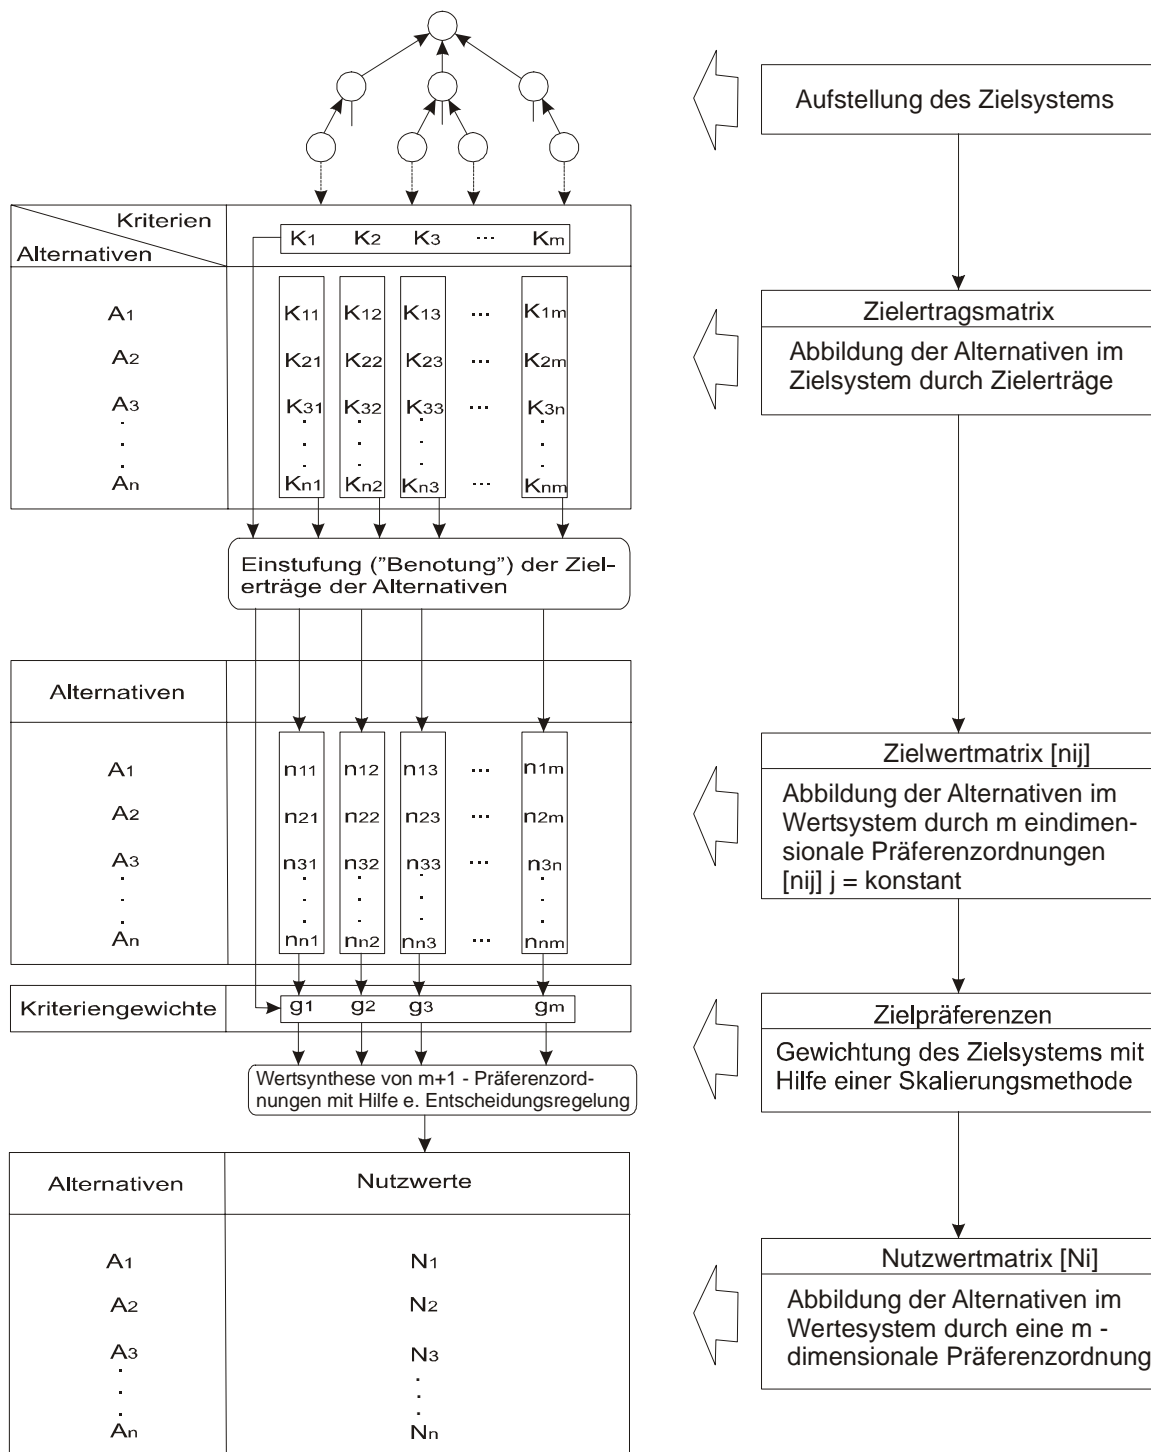 Aufstellung des Zielsystems
Kriterien
Alternativen
K1 K2 K3 ... Km
A1 K11 K12 K13 ... K1m
A2 K21 K22 K23 ... K2m
A3 K31 K32 K33 ... K3n
. . . . .
. . . . .
. . . . .
An Kn1 Kn2 Kn3 ... Knm
Zielertragsmatrix
Abbildung der Alternativen im
Zielsystem durch Zielerträge
Einstufung ("Benotung") der Ziel-
erträge der Alternativen
Alternativen
A1 n11 n12 n13 ... n1m
A2 n21 n22 n23 ... n2m
A3 n31 n32 n33 ... n3n
. . . . .
. . . . .
. . . . .
An nn1 nn2 nn3 ... nnm
Zielwertmatrix [nij]
Abbildung der Alternativen im
Wertsystem durch m eindimen-
sionale Präferenzordnungen
[nij] j = konstant
Kriteriengewichte g1 g2 g3 gm
Zielpräferenzen
Gewichtung des Zielsystems mit
Hilfe einer Skalierungsmethode
Wertsynthese von m+1 - Präferenzord-
nungen mit Hilfe e. Entscheidungsregelung
Alternativen Nutzwerte
A1 N1
A2 N2
A3 N3
. .
. .
. .
An Nn
Nutzwertmatrix [Ni]
Abbildung der Alternativen im
Wertesystem durch eine m -
dimensionale Präferenzordnung